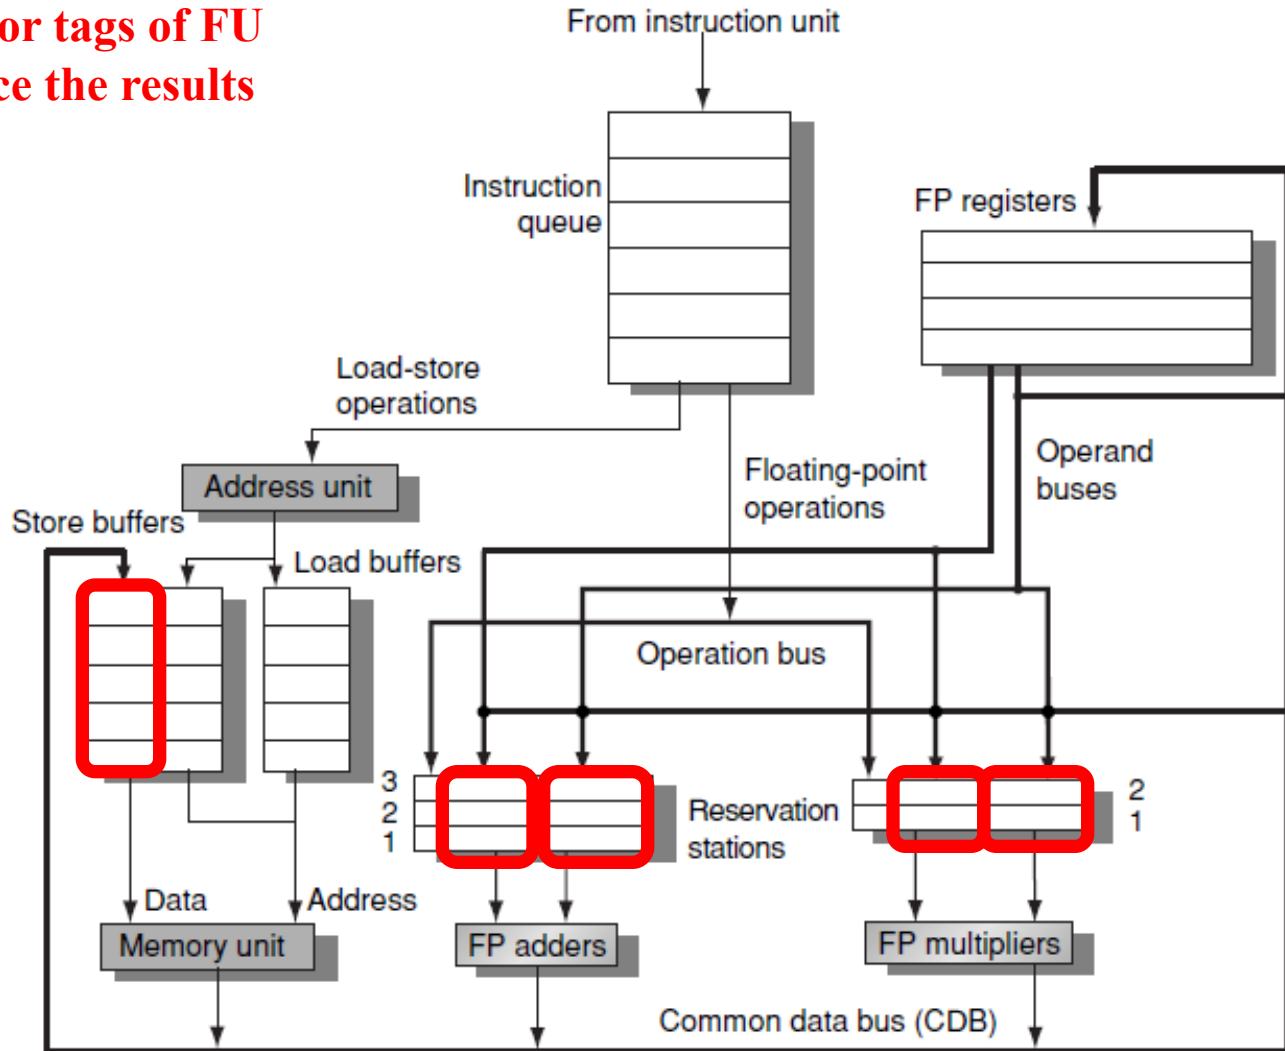 or tags of FU
ce the results
From instruction unit
Instruction
queue
FP registers
Load-store
operations
Address unit
Floating-point
operations
Operand
buses
Store buffers
Load buffers
Operation bus
3
2
1
Reservation
stations
2
1
Data
Address
Memory unit
FP adders
FP multipliers
Common data bus (CDB)